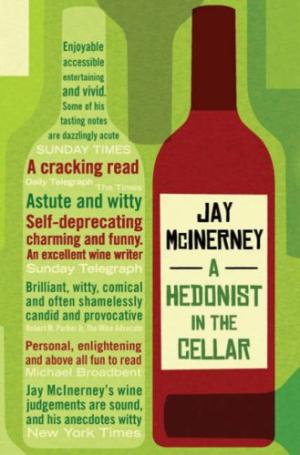 Enjoyable
accessible
entertaining
and vivid.
Some of his
tasting notes
are dazzlingly acute
SUNDAY TIMES
A cracking read
Daily Telegraph
The Times
Astute and witty
Self-deprecating
charming and funny.
An excellent wine writer
Sunday Telegraph
Brilliant, witty, comical
and often shamelessly
candid and provocative
Robert M. Parker Jr, The Wine Advocate
Personal, enlightening
and above all fun to read
Michael Broadbent
Jay McInerney's wine
judgements are sound,
and his anecdotes witty
New York Times
JAY
McINERNEY
A
HEDONIST
IN THE
CELLAR